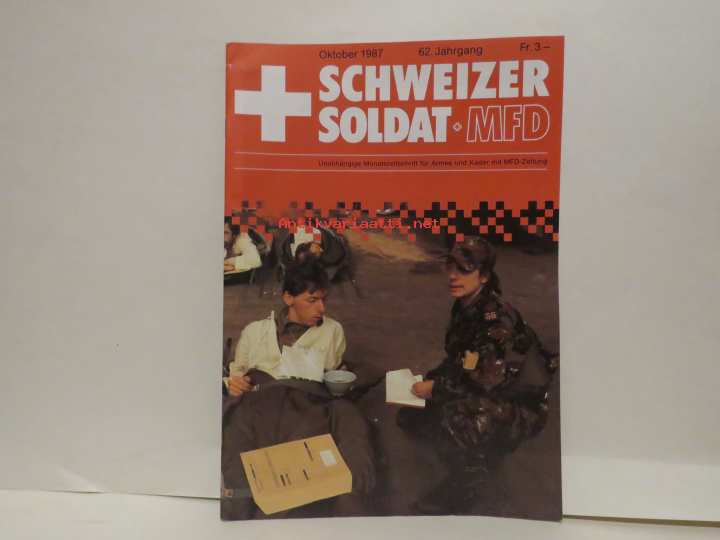 Oktober 1987 62. Jahrgang Fr. 3.–
SCHWEIZER
SOLDAT + MFD
Unabhängige Monatszeitschrift für Armee und Kader mit MFD-Zeitung
Antikvariaatti.net